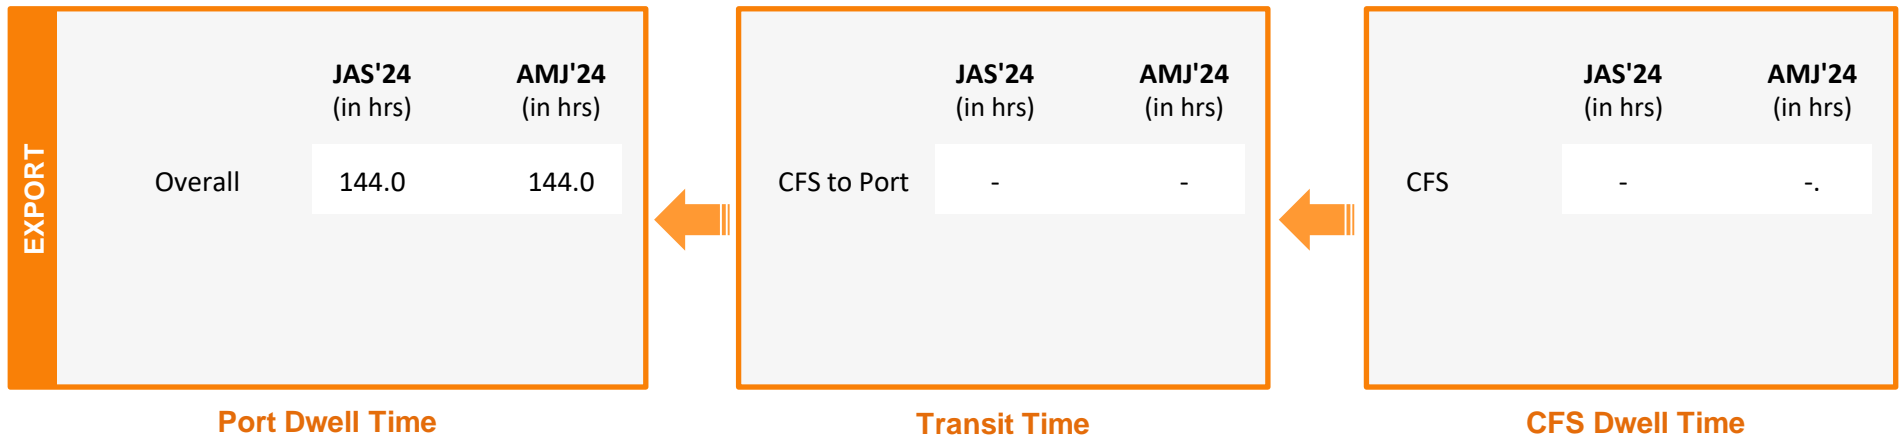 EXPORT
JAS'24 AMJ'24
(in hrs) (in hrs)
Overall 144.0 144.0
Port Dwell Time
JAS'24 AMJ'24
(in hrs) (in hrs)
CFS to Port - -
Transit Time
JAS'24 AMJ'24
(in hrs) (in hrs)
CFS - -.
CFS Dwell Time